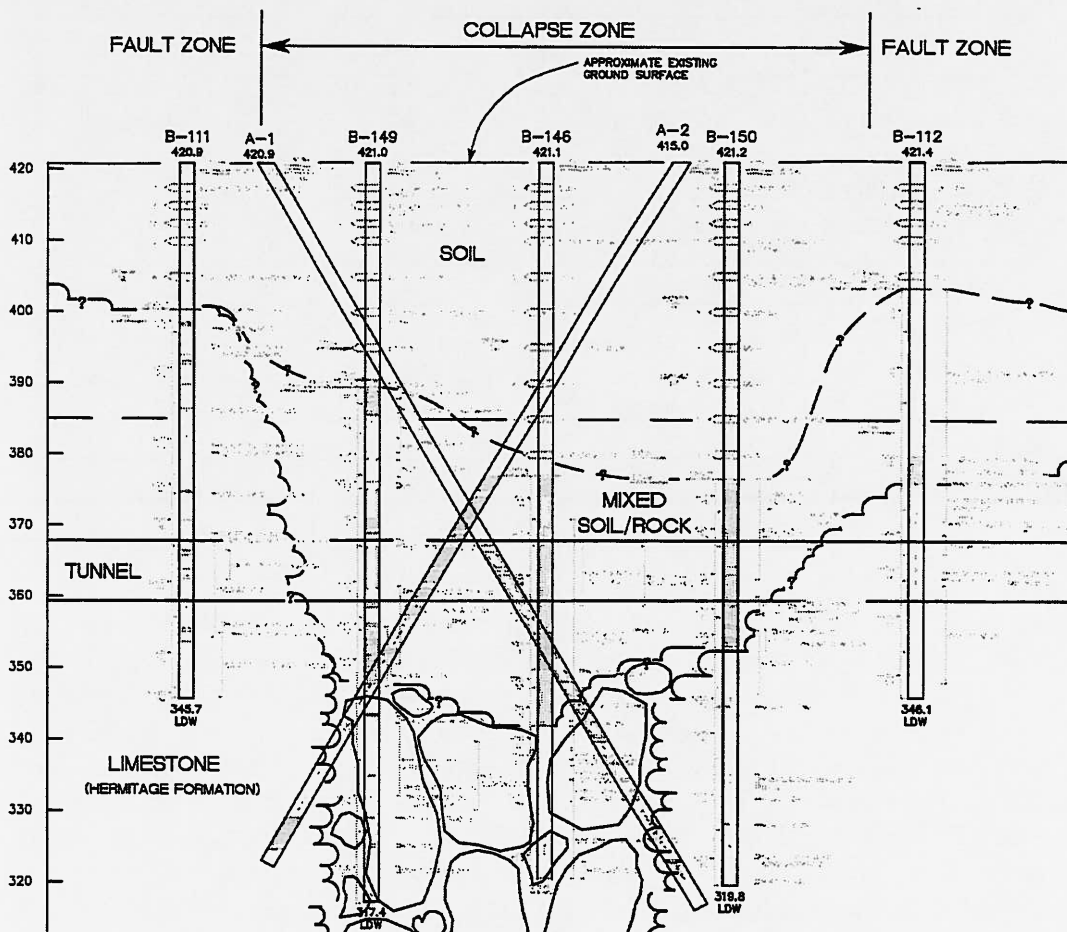 FAULT ZONE
COLLAPSE ZONE
FAULT ZONE
APPROXIMATE EXISTING
GROUND SURFACE
B-111
420.9
A-1
420.9
B-149
421.0
B-146
421.1
A-2
415.0
B-150
421.2
B-112
421.4
420
410
SOIL
400
?
?
?
390
?
?
?
380
?
?
?
MIXED
SOIL/ROCK
370
TUNNEL
360
?
?
350
?
?
345.7
LDW
346.1
LDW
340
LIMESTONE
(HERMITAGE FORMATION)
330
320
317.4
LDW
319.8
LDW